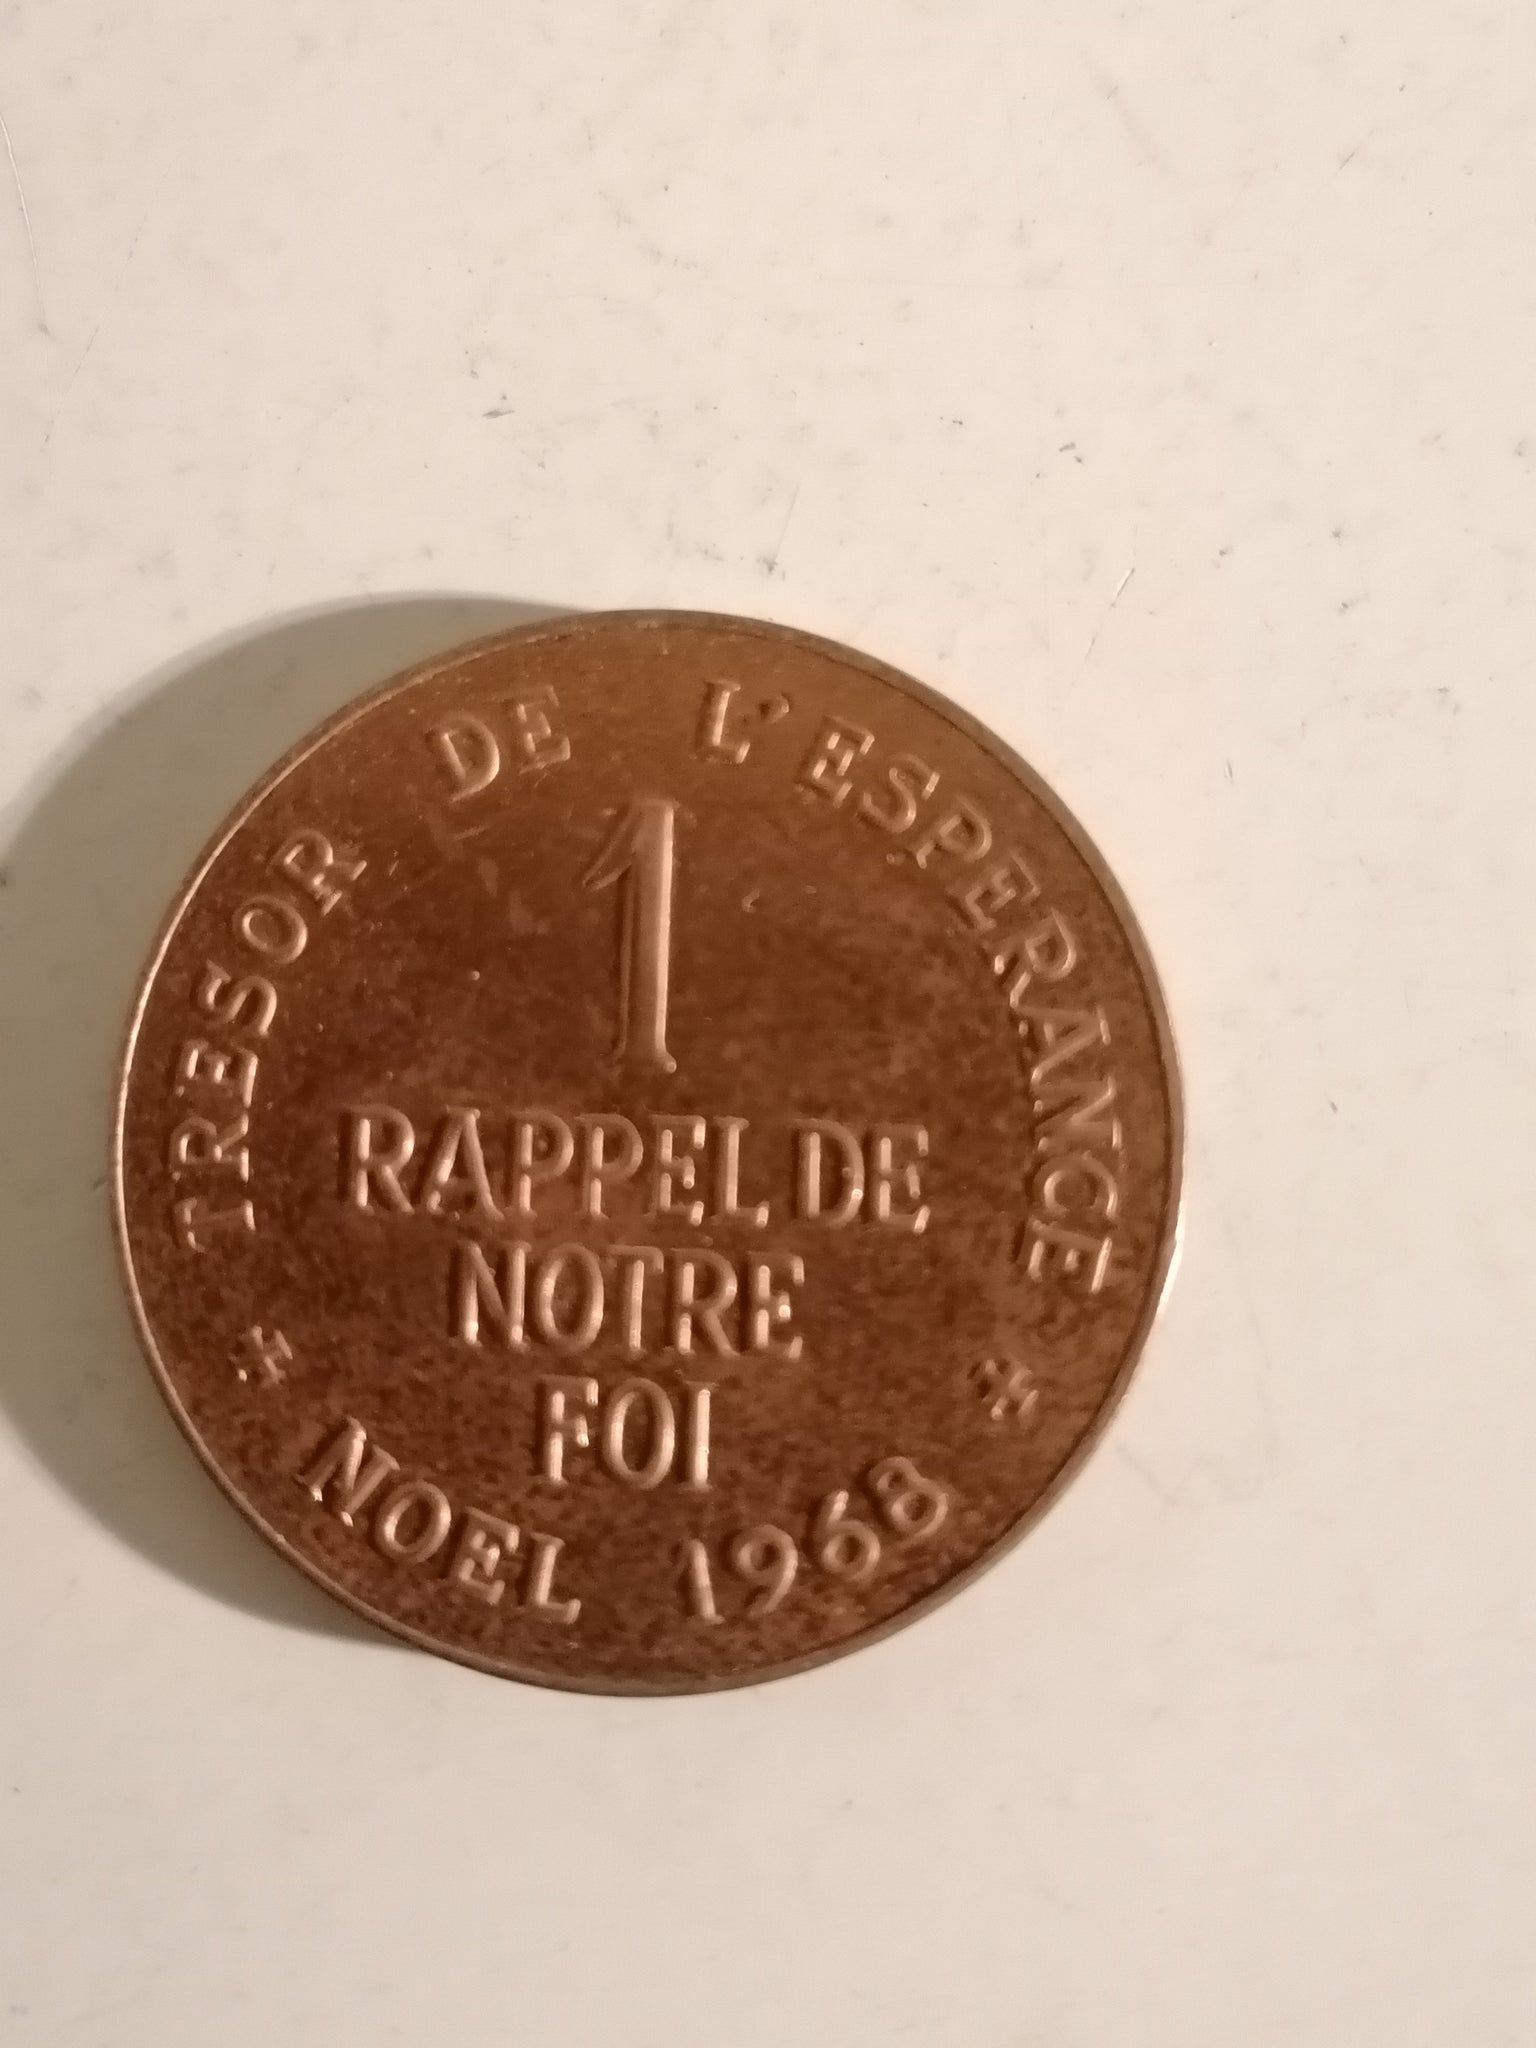 TRESOR DE L'ESPERANCE
1
RAPPEL DE
NOTRE
FOI
NOEL 1968